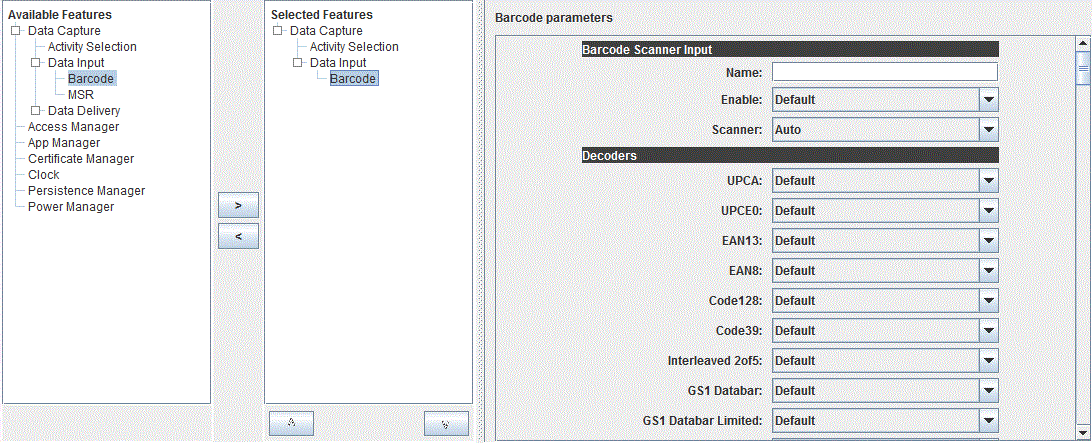 Available Features
Data Capture
Activity Selection
Data Input
Barcode
MSR
Data Delivery
Access Manager
App Manager
Certificate Manager
Clock
Persistence Manager
Power Manager
>
<
Selected Features
Data Capture
Activity Selection
Data Input
Barcode
Barcode parameters
Barcode Scanner Input
Name:
Enable: Default
Scanner: Auto
Decoders
UPCA: Default
UPCE0: Default
EAN13: Default
EAN8: Default
Code128: Default
Code39: Default
Interleaved 2of5: Default
GS1 Databar: Default
GS1 Databar Limited: Default